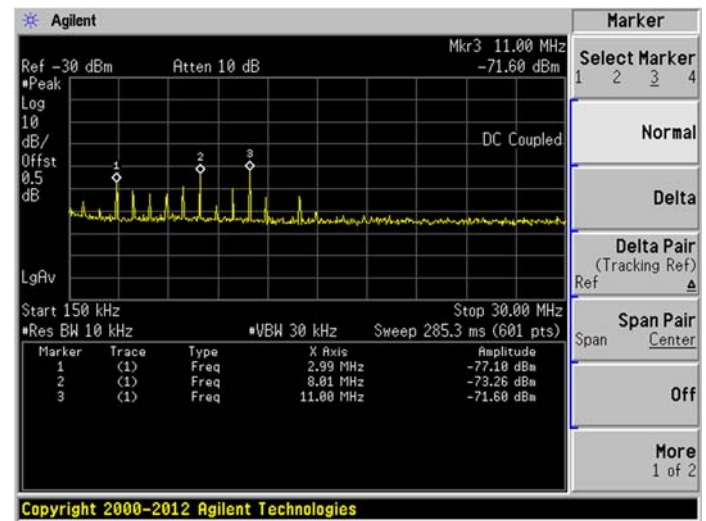 Agilent
Marker
Mkr3 11.00 MHz
Ref -30 dBm Atten 10 dB -71.60 dBm
#Peak
Log
10
dB/
Offst
0.5
dB
DC Coupled
1
2
3
LgAv
Start 150 kHz Stop 30.00 MHz
#Res BW 10 kHz #VBW 30 kHz Sweep 285.3 ms (601 pts)
Marker Trace Type X Axis Amplitude
1 (1) Freq 2.99 MHz -77.10 dBm
2 (1) Freq 8.01 MHz -73.26 dBm
3 (1) Freq 11.00 MHz -71.60 dBm
Copyright 2000-2012 Agilent Technologies
Select Marker
1 2 3 4
Normal
Delta
Delta Pair
(Tracking Ref)
Ref Δ
Span Pair
Span Center
Off
More
1 of 2